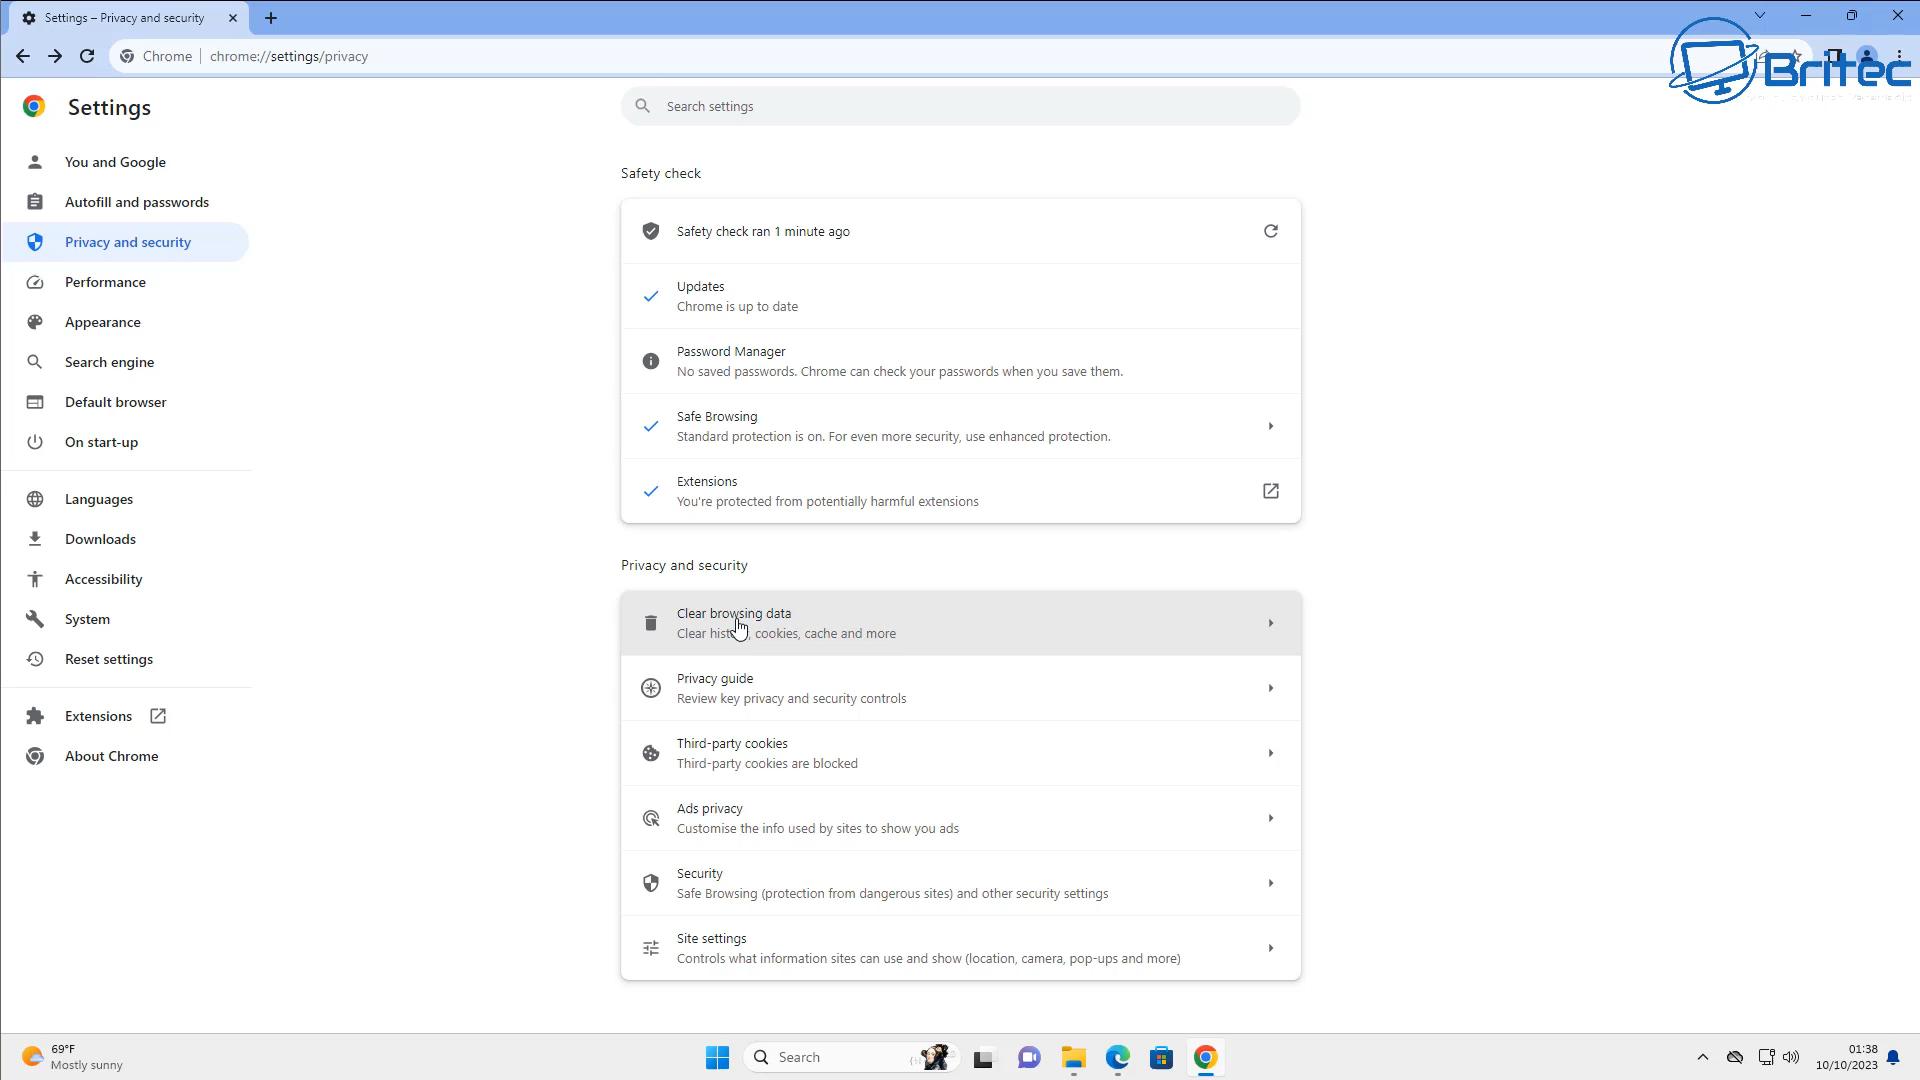 Settings – Privacy and security
Chrome
chrome://settings/privacy
Britec
Settings
Search settings
You and Google
Autofill and passwords
Privacy and security
Performance
Appearance
Search engine
Default browser
On start-up
Languages
Downloads
Accessibility
System
Reset settings
Extensions
About Chrome
Safety check
Safety check ran 1 minute ago
Updates
Chrome is up to date
Password Manager
No saved passwords. Chrome can check your passwords when you save them.
Safe Browsing
Standard protection is on. For even more security, use enhanced protection.
Extensions
You're protected from potentially harmful extensions
Privacy and security
Clear browsing data
Clear history, cookies, cache and more
Privacy guide
Review key privacy and security controls
Third-party cookies
Third-party cookies are blocked
Ads privacy
Customise the info used by sites to show you ads
Security
Safe Browsing (protection from dangerous sites) and other security settings
Site settings
Controls what information sites can use and show (location, camera, pop-ups and more)
69°F
Mostly sunny
Search
01:38
10/10/2023